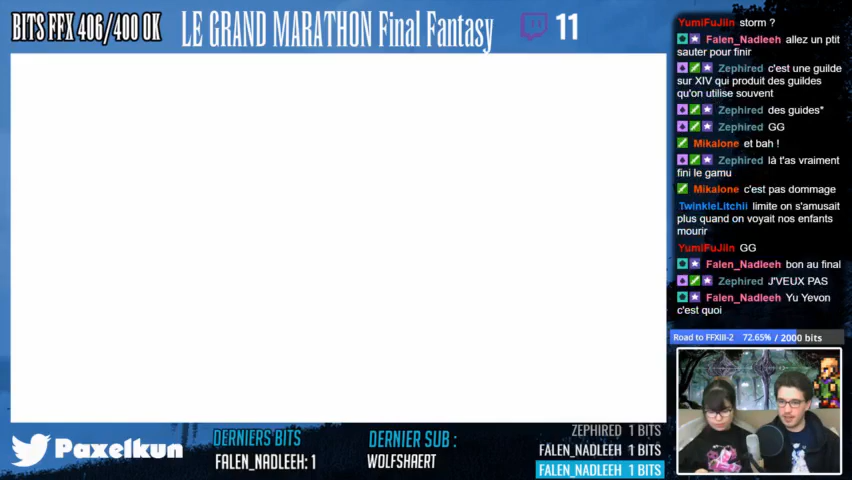 BITS FFX 406/400 OK
LE GRAND MARATHON Final Fantasy
11
YumiFuJiin storm ?
Falen_Nadleeh allez un ptit
sauter pour finir
Zephired c'est une guilde
sur XIV qui produit des guildes
qu'on utilise souvent
Zephired des guides*
Zephired GG
Mikalone et bah !
Zephired là t'as vraiment
fini le gamu
Mikalone c'est pas dommage
TwinkleLitchii limite on s'amusait
plus quand on voyait nos enfants
mourir
YumiFuJiin GG
Falen_Nadleeh bon au final
Zephired J'VEUX PAS
Falen_Nadleeh Yu Yevon
c'est quoi
Road to FFXIII-2 72.65% / 2000 bits
Paxelkun
DERNIERS BITS
FALEN_NADLEEH: 1
DERNIER SUB :
WOLFSHAERT
ZEPHIRED 1 BITS
FALEN_NADLEEH 1 BITS
FALEN_NADLEEH 1 BITS